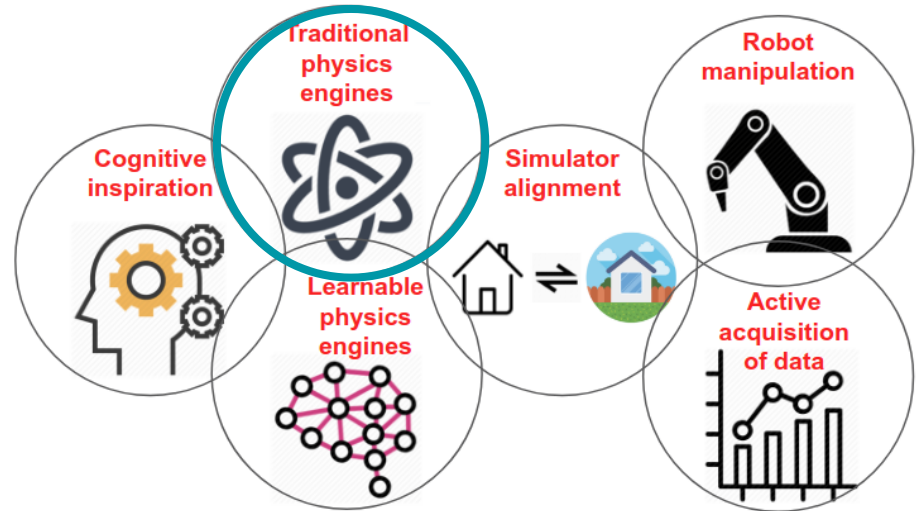 Traditional
physics
engines
Cognitive
inspiration
Simulator
alignment
Robot
manipulation
Learnable
physics
engines
Active
acquisition
of data